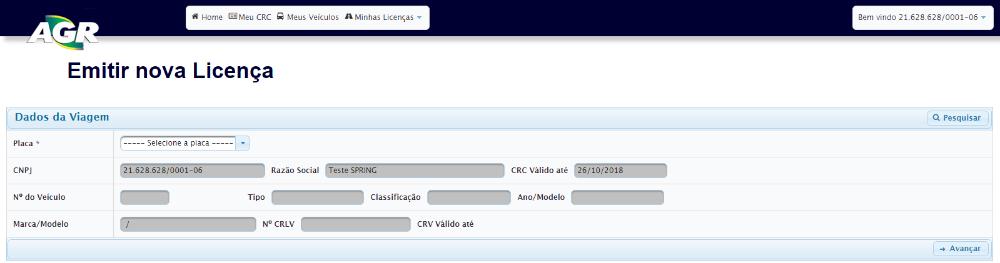 AGR
Home Meu CRC Meus Veículos Minhas Licenças
Bem vindo 21.628.628/0001-06
Emitir nova Licença
Dados da Viagem
Pesquisar
Placa * ----- Selecione a placa -----
CNPJ 21.628.628/0001-06 Razão Social Teste SPRING CRC Válido até 26/10/2018
Nº do Veículo Tipo Classificação Ano/Modelo
Marca/Modelo / Nº CRLV CRV Válido até
Avançar